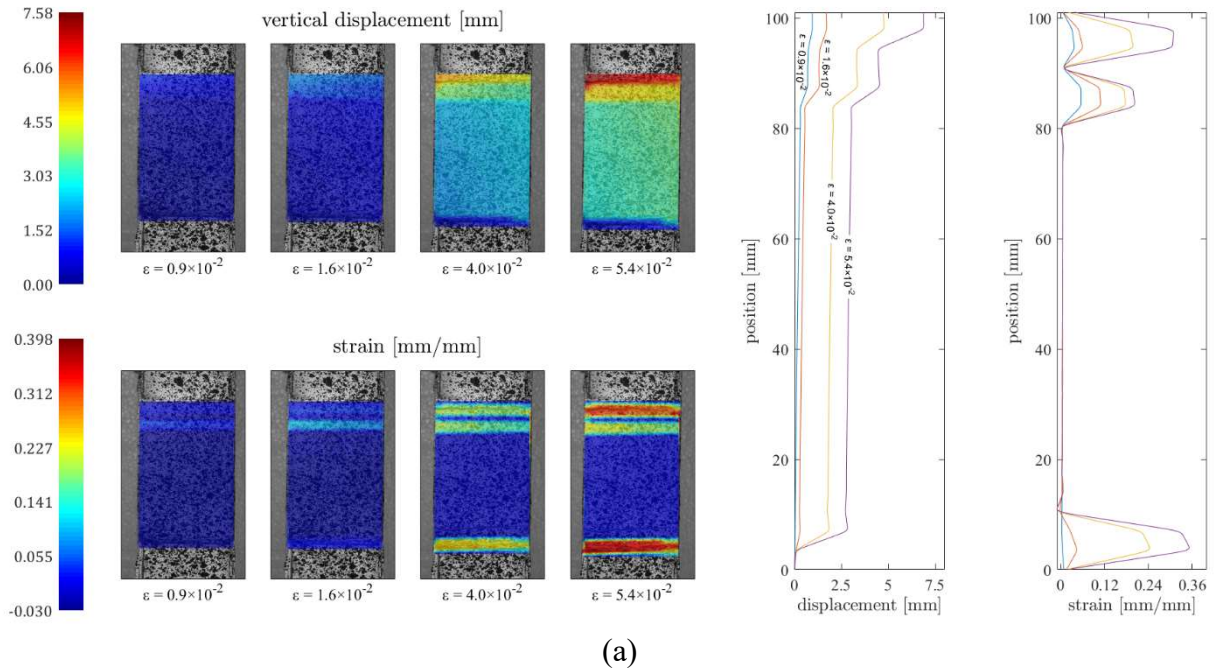 vertical displacement [mm]
7.58
6.06
4.55
3.03
1.52
0.00
ε = 0.9×10⁻²
ε = 1.6×10⁻²
ε = 4.0×10⁻²
ε = 5.4×10⁻²
strain [mm/mm]
0.398
0.312
0.227
0.141
0.055
-0.030
ε = 0.9×10⁻²
ε = 1.6×10⁻²
ε = 4.0×10⁻²
ε = 5.4×10⁻²
100
80
60
40
20
0
position [mm]
ε = 0.9×10⁻²
ε = 1.6×10⁻²
ε = 4.0×10⁻²
ε = 5.4×10⁻²
0
2.5
5.0
7.5
displacement [mm]
100
80
60
40
20
0
position [mm]
0
0.12
0.24
0.36
strain [mm/mm]
(a)